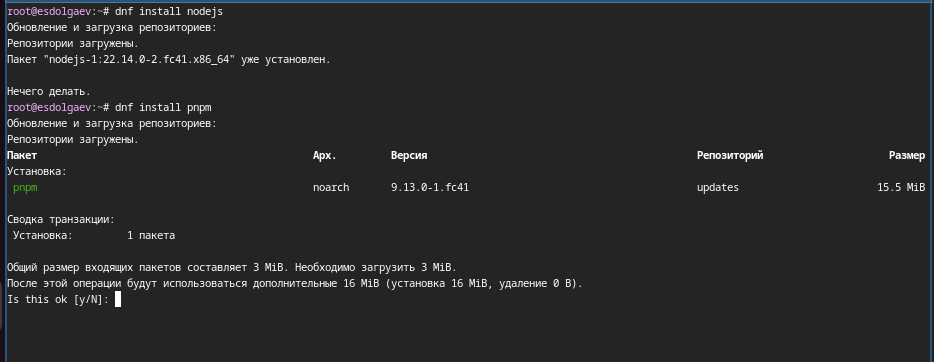 root@esdolgaev:~# dnf install nodejs
Обновление и загрузка репозиториев:
Репозитории загружены.
Пакет "nodejs-1:22.14.0-2.fc41.x86_64" уже установлен.
Нечего делать.
root@esdolgaev:~# dnf install pnpm
Обновление и загрузка репозиториев:
Репозитории загружены.
Пакет Арх. Версия Репозиторий Размер
Установка:
pnpm noarch 9.13.0-1.fc41 updates 15.5 MiB
Сводка транзакции:
Установка: 1 пакета
Общий размер входящих пакетов составляет 3 MiB. Необходимо загрузить 3 MiB.
После этой операции будут использоваться дополнительные 16 MiB (установка 16 MiB, удаление 0 B).
Is this ok [y/N]: